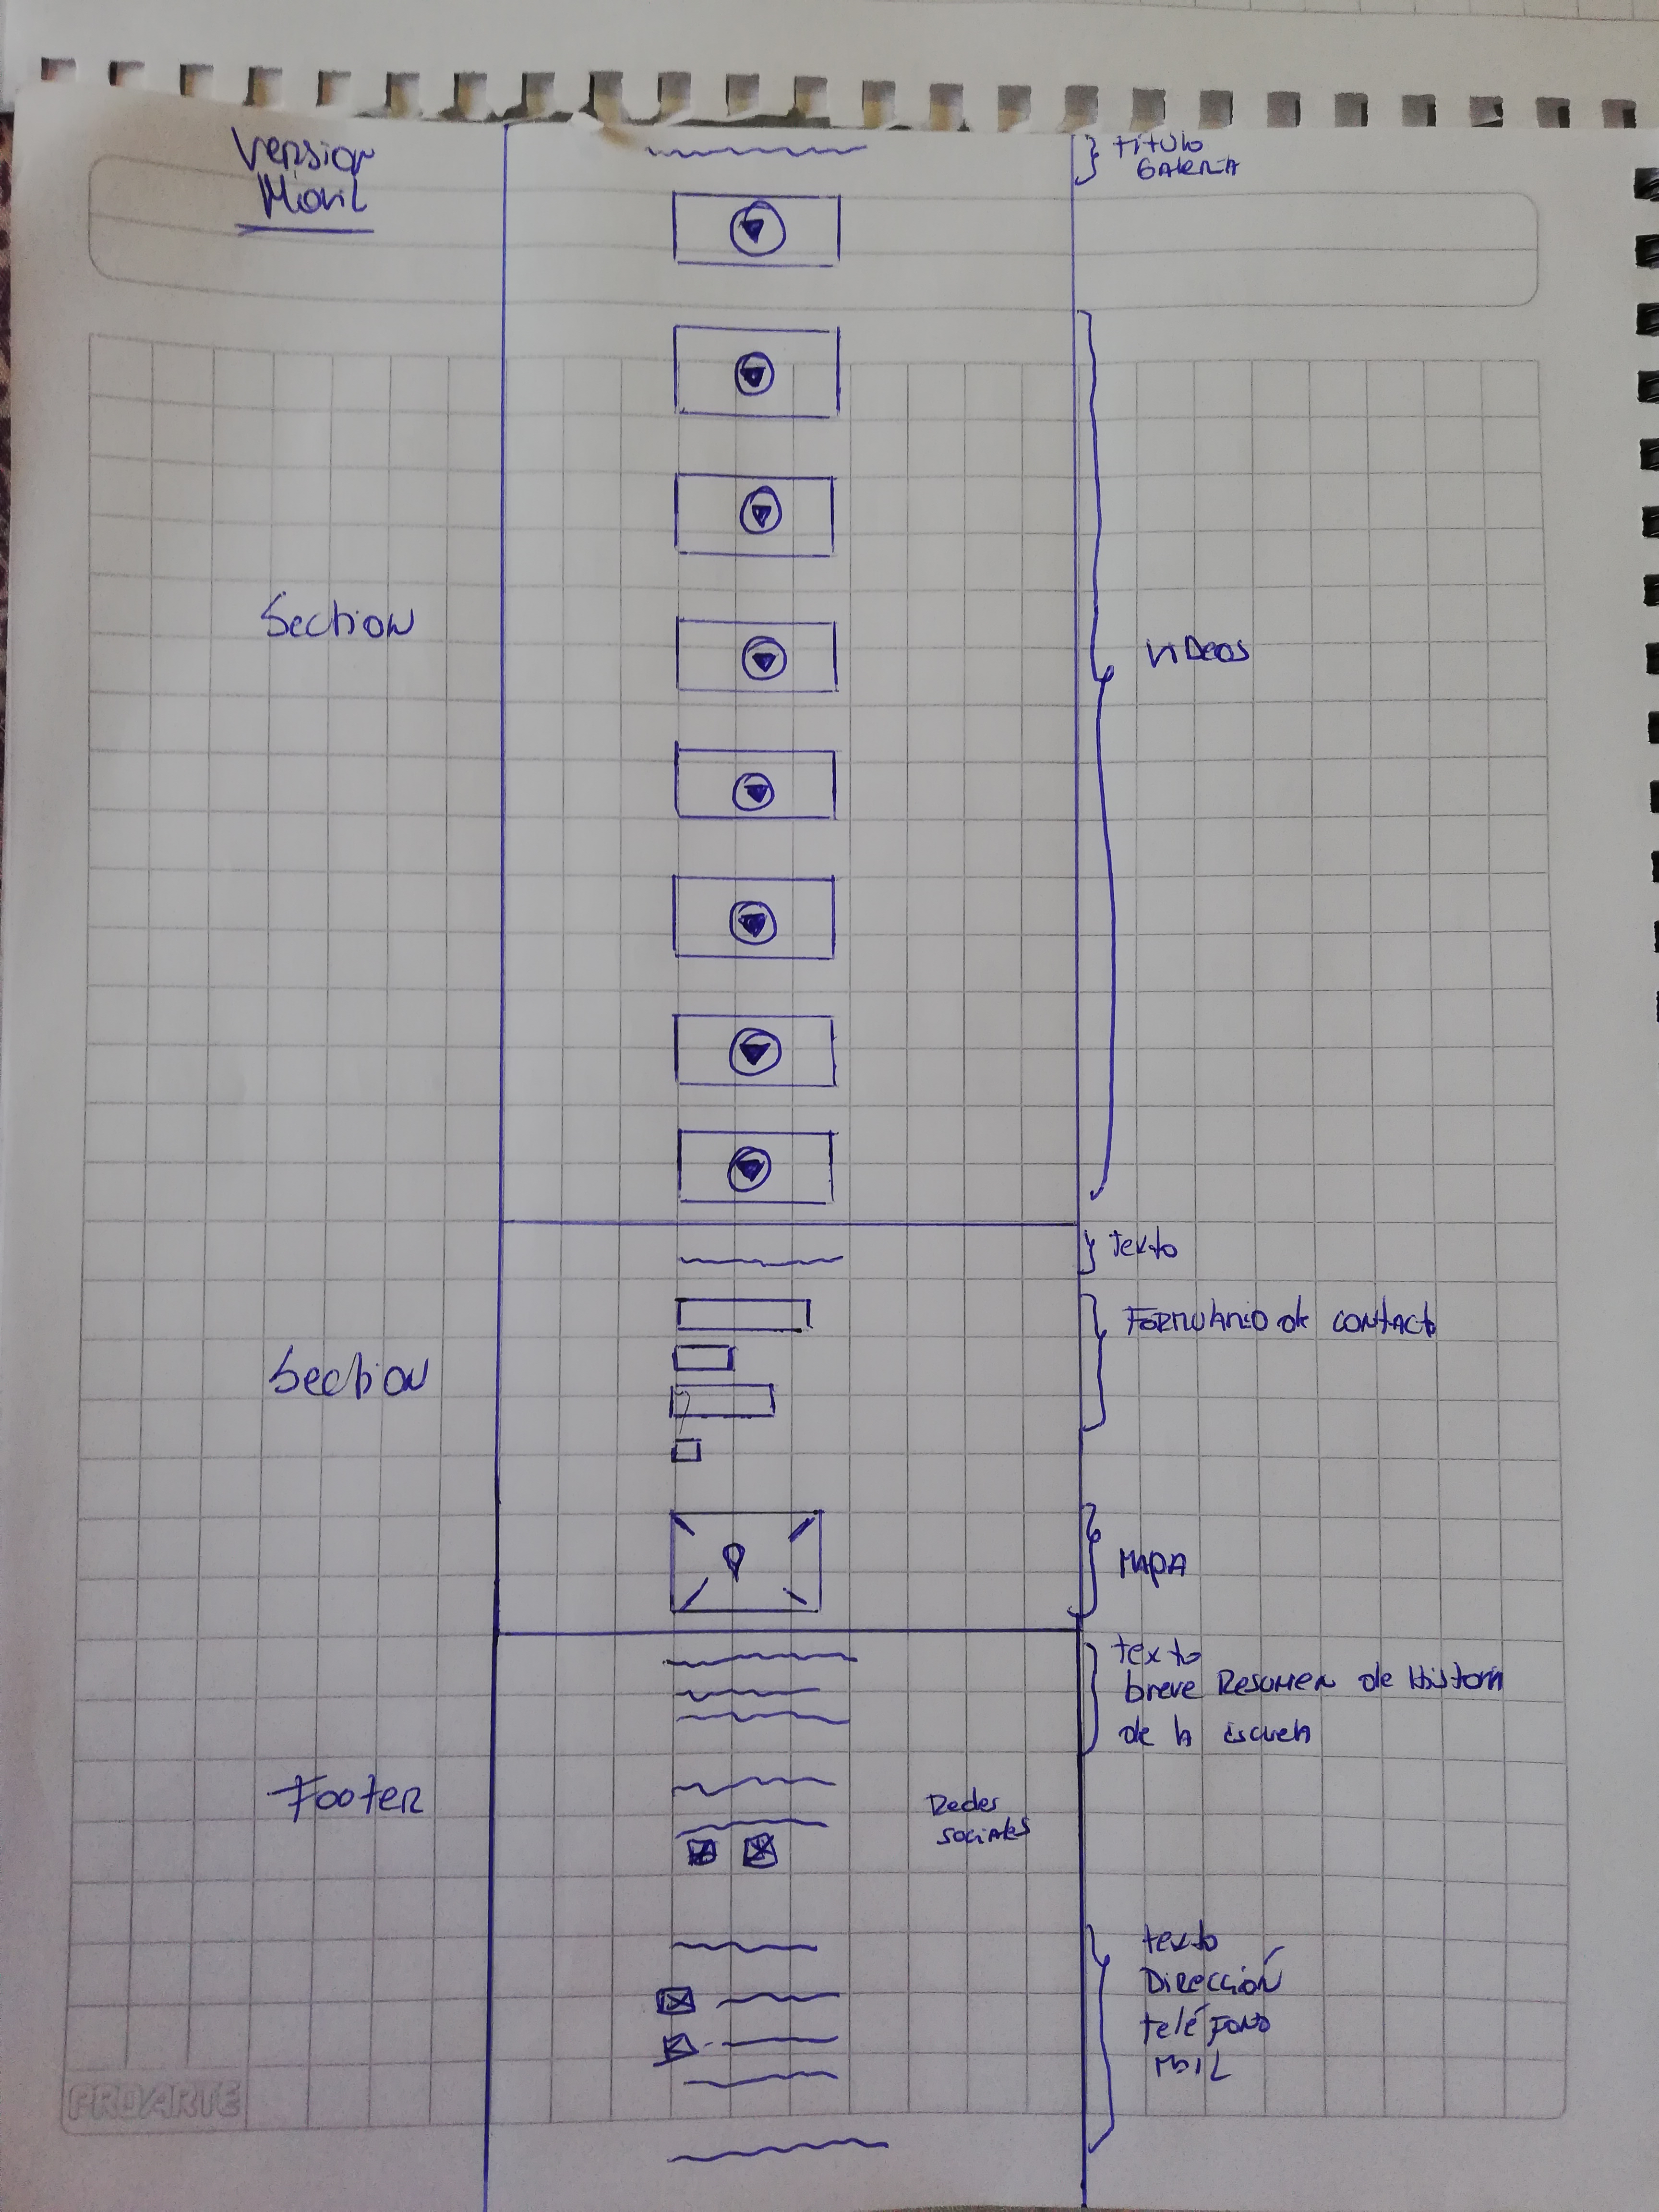 Version
Movil
título
GALERIA
Section
VIDeos
texto
FORMULARIO de contacto
Section
MAPA
texto
breve Resumen de Historia
de la escuela
Footer
Redes
sociales
texto
Dirección
teléfono
MAIL
PROARTE